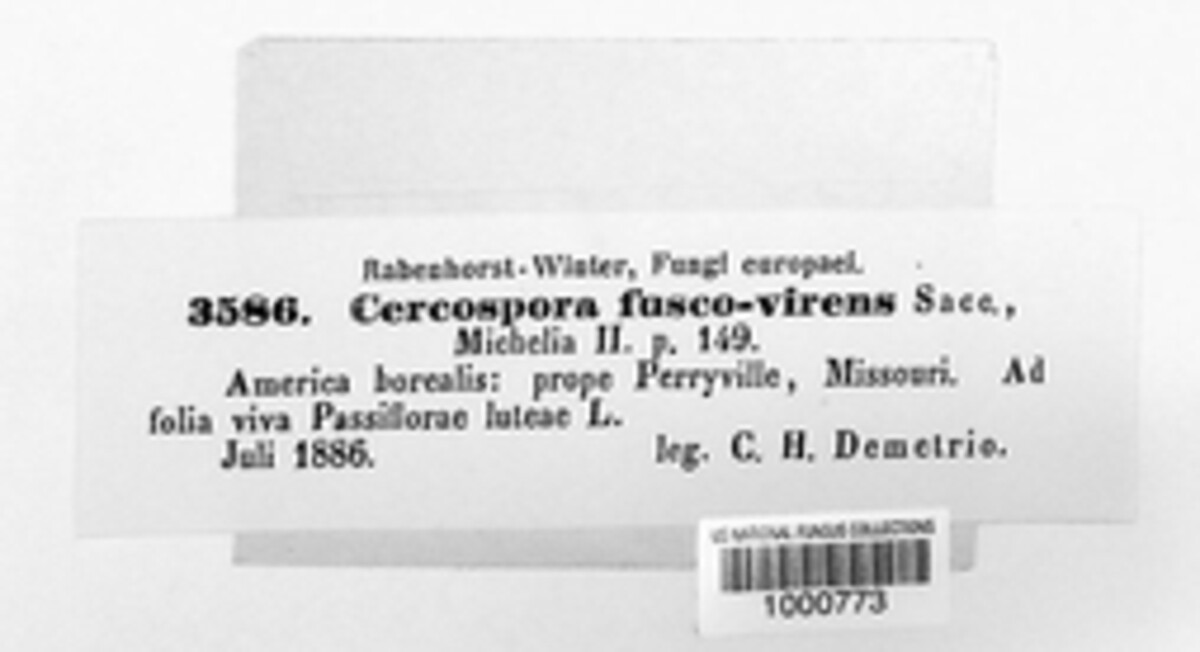 Rabenhorst-Winter, Fungi europaei.
3586. Cercospora fusco-virens Sacc.,
Michelia II. p. 149.
America borealis: prope Perryville, Missouri. Ad
folia viva Passiflorae luteae L.
Juli 1886. leg. C. H. Demetrio.
US NATIONAL FUNGUS COLLECTIONS
1000773